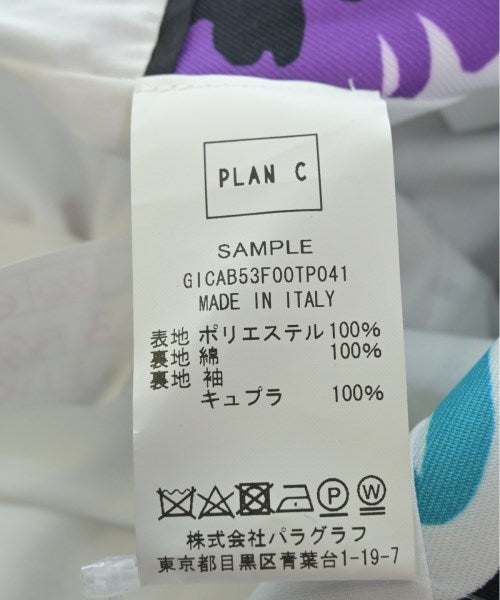 PLAN C
SAMPLE
GICAB53F00TP041
MADE IN ITALY
表地 ポリエステル 100%
裏地 綿 100%
裏地 袖
キュプラ 100%
P W
株式会社パラグラフ
東京都目黒区青葉台1-19-7